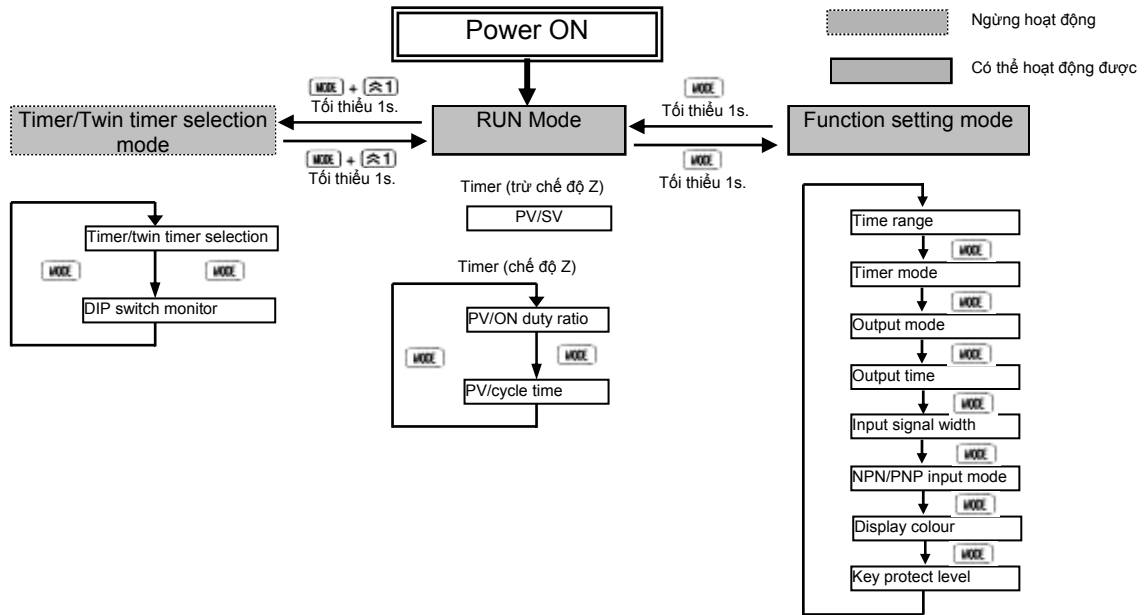 Power ON
Ngừng hoạt động
Có thể hoạt động được
MODE + ︽1
Tối thiểu 1s.
MODE
Tối thiểu 1s.
Timer/Twin timer selection
mode
RUN Mode
Function setting mode
MODE + ︽1
Tối thiểu 1s.
MODE
Tối thiểu 1s.
Timer (trừ chế độ Z)
PV/SV
Timer/twin timer selection
MODE
MODE
DIP switch monitor
Timer (chế độ Z)
PV/ON duty ratio
MODE
MODE
PV/cycle time
Time range
MODE
Timer mode
MODE
Output mode
MODE
Output time
MODE
Input signal width
MODE
NPN/PNP input mode
MODE
Display colour
MODE
Key protect level